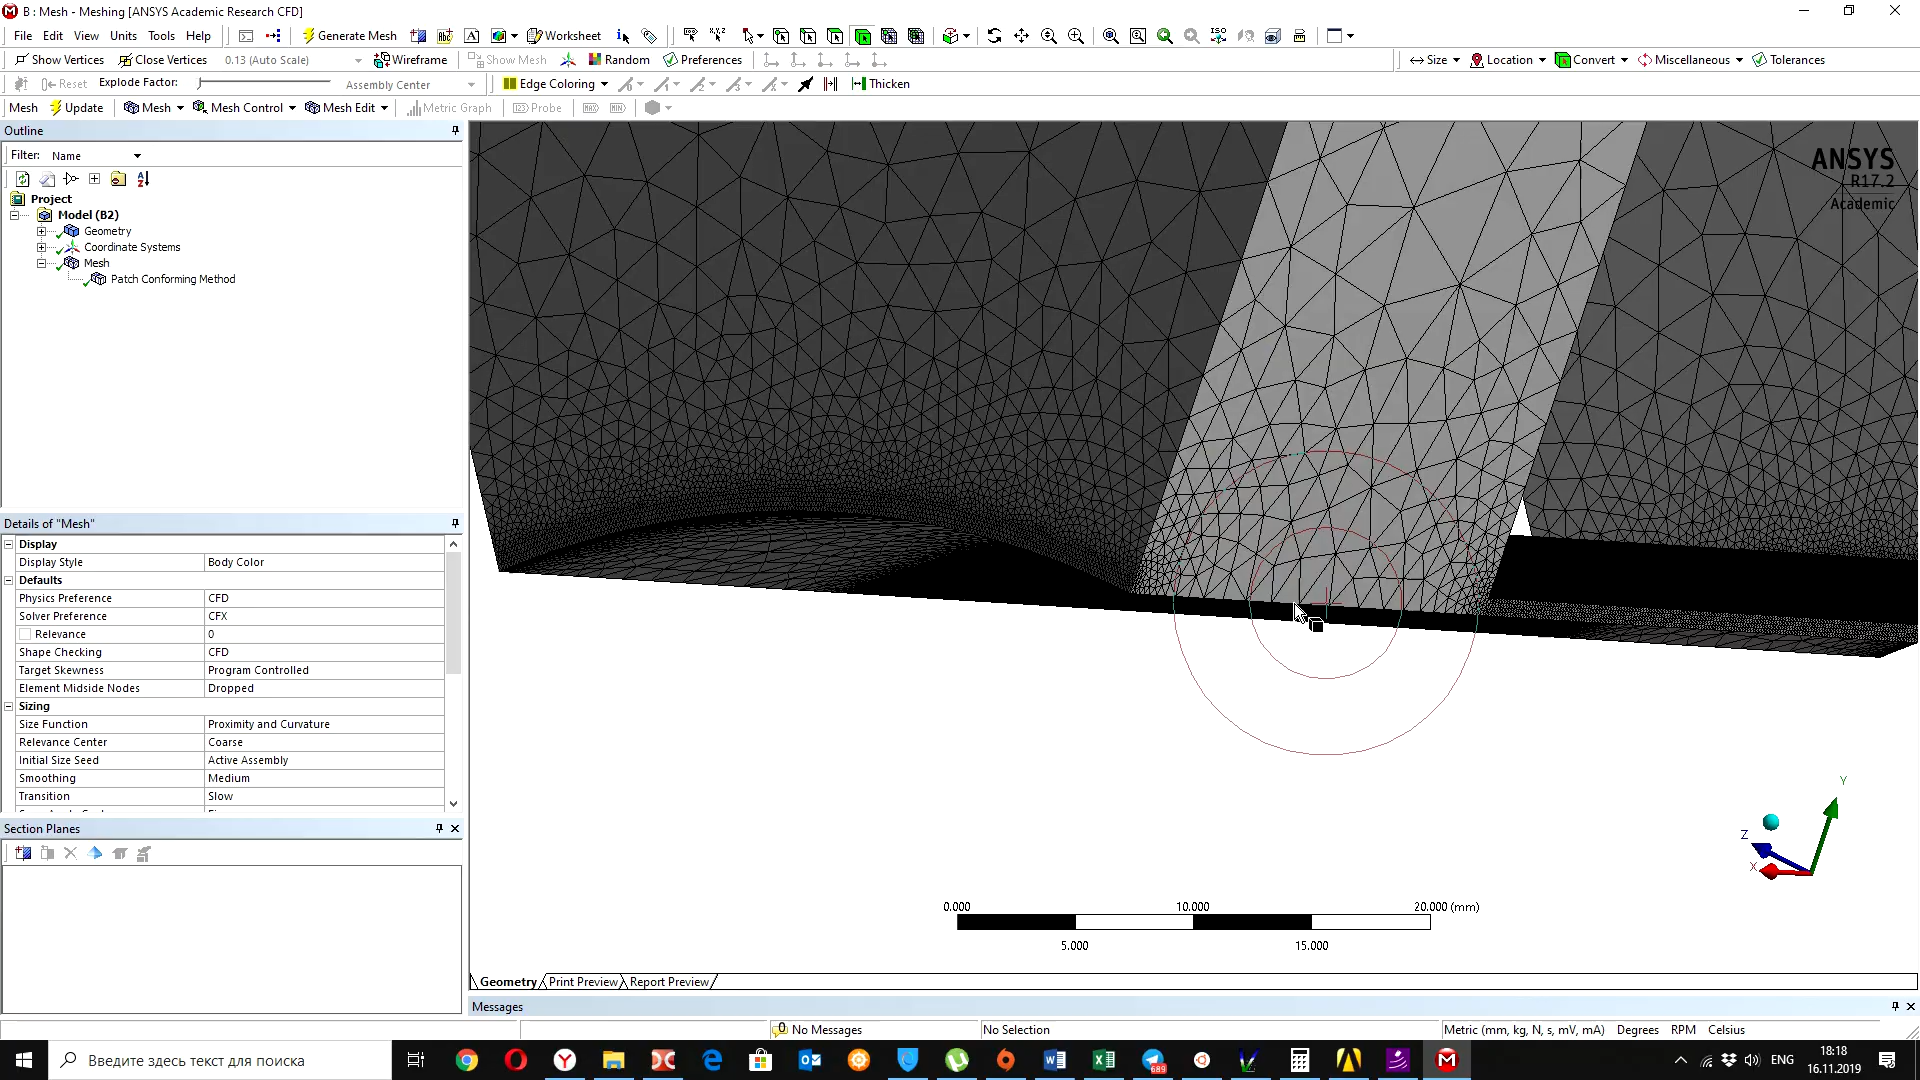 B : Mesh - Meshing [ANSYS Academic Research CFD]
File Edit View Units Tools Help Generate Mesh Worksheet
Show Vertices Close Vertices 0.13 (Auto Scale) Wireframe Show Mesh Random Preferences Size Location Convert Miscellaneous Tolerances
Reset Explode Factor: Assembly Center Edge Coloring Thicken
Mesh Update Mesh Mesh Control Mesh Edit Metric Graph Probe
Outline
Filter: Name
Project
Model (B2)
Geometry
Coordinate Systems
Mesh
Patch Conforming Method
Details of "Mesh"
Display
Display Style Body Color
Defaults
Physics Preference CFD
Solver Preference CFX
Relevance 0
Shape Checking CFD
Target Skewness Program Controlled
Element Midside Nodes Dropped
Sizing
Size Function Proximity and Curvature
Relevance Center Coarse
Initial Size Seed Active Assembly
Smoothing Medium
Transition Slow
Section Planes
ANSYS
R17.2
Academic
Y
Z
X
0.000 10.000 20.000 (mm)
5.000 15.000
Geometry Print Preview Report Preview
Messages
No Messages No Selection Metric (mm, kg, N, s, mV, mA) Degrees RPM Celsius
Введите здесь текст для поиска
689
ENG
18:18
16.11.2019